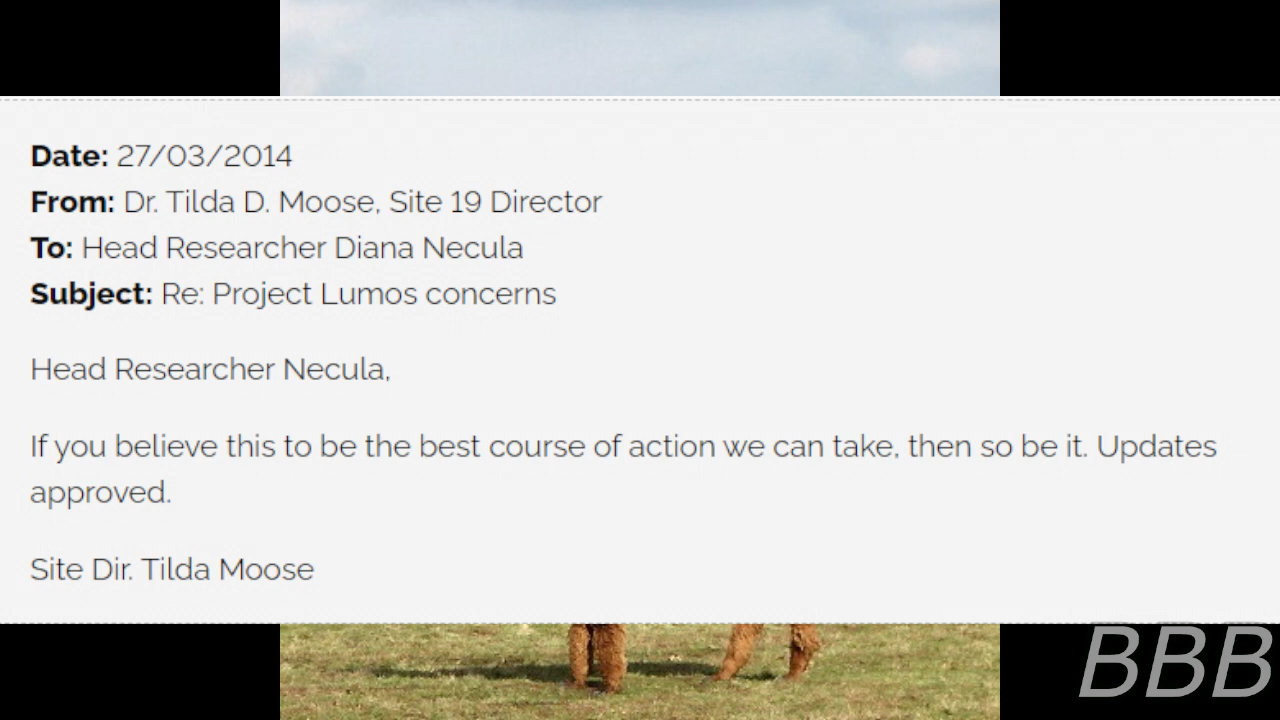 Date: 27/03/2014
From: Dr. Tilda D. Moose, Site 19 Director
To: Head Researcher Diana Necula
Subject: Re: Project Lumos concerns
Head Researcher Necula,
If you believe this to be the best course of action we can take, then so be it. Updates
approved.
Site Dir. Tilda Moose
BBB